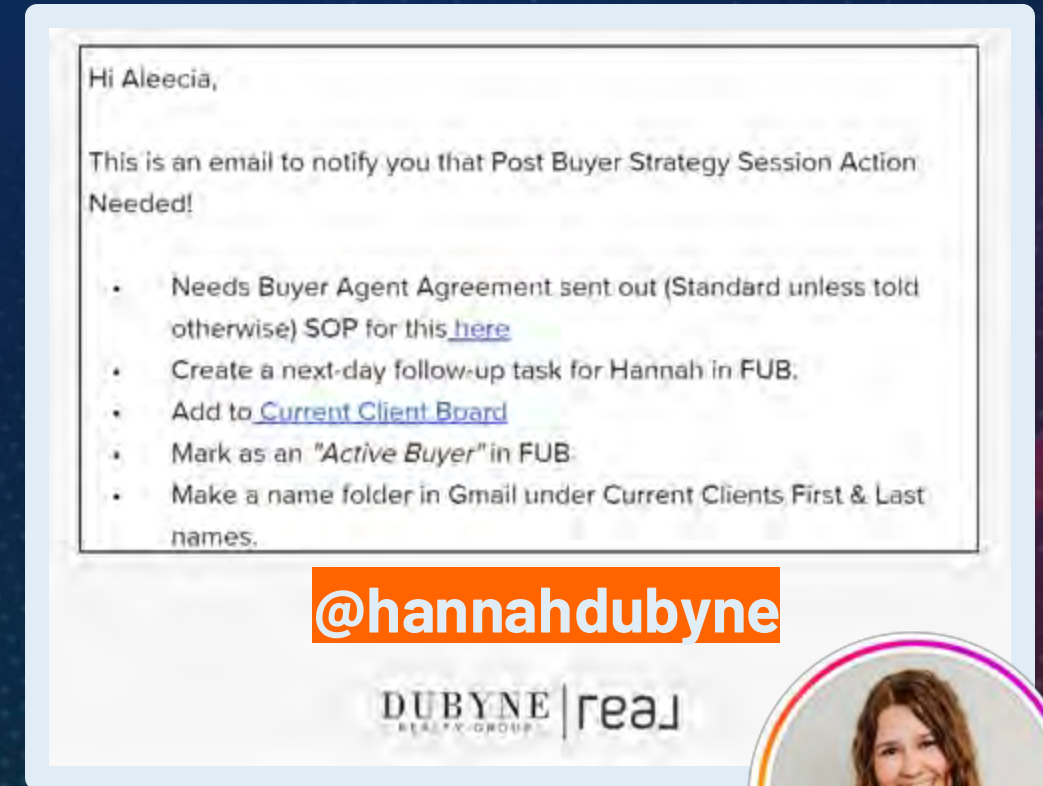 Hi Aleecia,
This is an email to notify you that Post Buyer Strategy Session Action
Needed!
• Needs Buyer Agent Agreement sent out (Standard unless told
otherwise) SOP for this here
• Create a next-day follow-up task for Hannah in FUB.
• Add to Current Client Board
• Mark as an "Active Buyer" in FUB.
• Make a name folder in Gmail under Current Clients First & Last
names.
@hannahdubyne
DUBYNE | real
REALTY GROUP